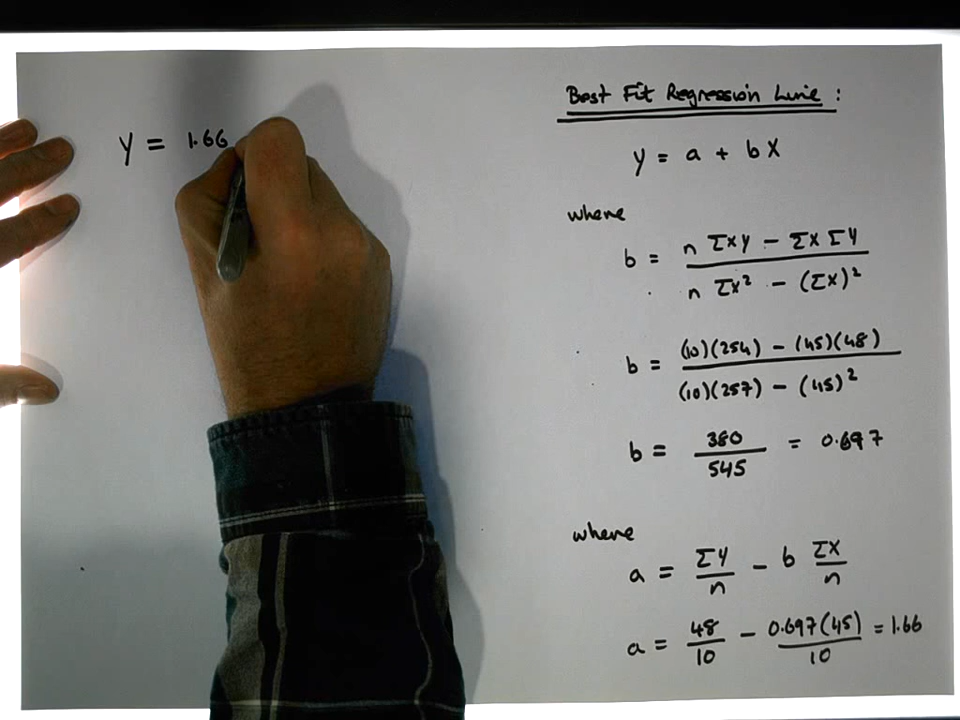 y = 1.66
Best Fit Regression Line :
y = a + bX
where
b = n ΣXY − ΣX ΣY / n ΣX² − (ΣX)²
b = (10)(254) − (45)(48) / (10)(257) − (45)²
b = 380 / 545 = 0.697
where
a = ΣY / n − b ΣX / n
a = 48 / 10 − 0.697(45) / 10 = 1.66